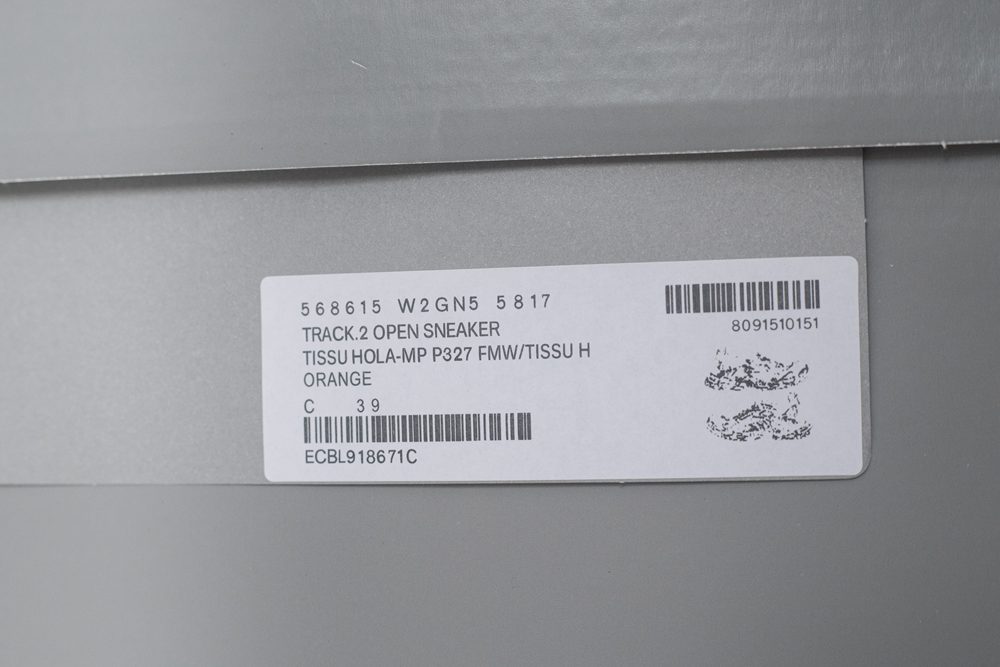 568615 W2GN5 5817
TRACK.2 OPEN SNEAKER
TISSU HOLA-MP P327 FMW/TISSU H
ORANGE
C 39
ECBL918671C
8091510151